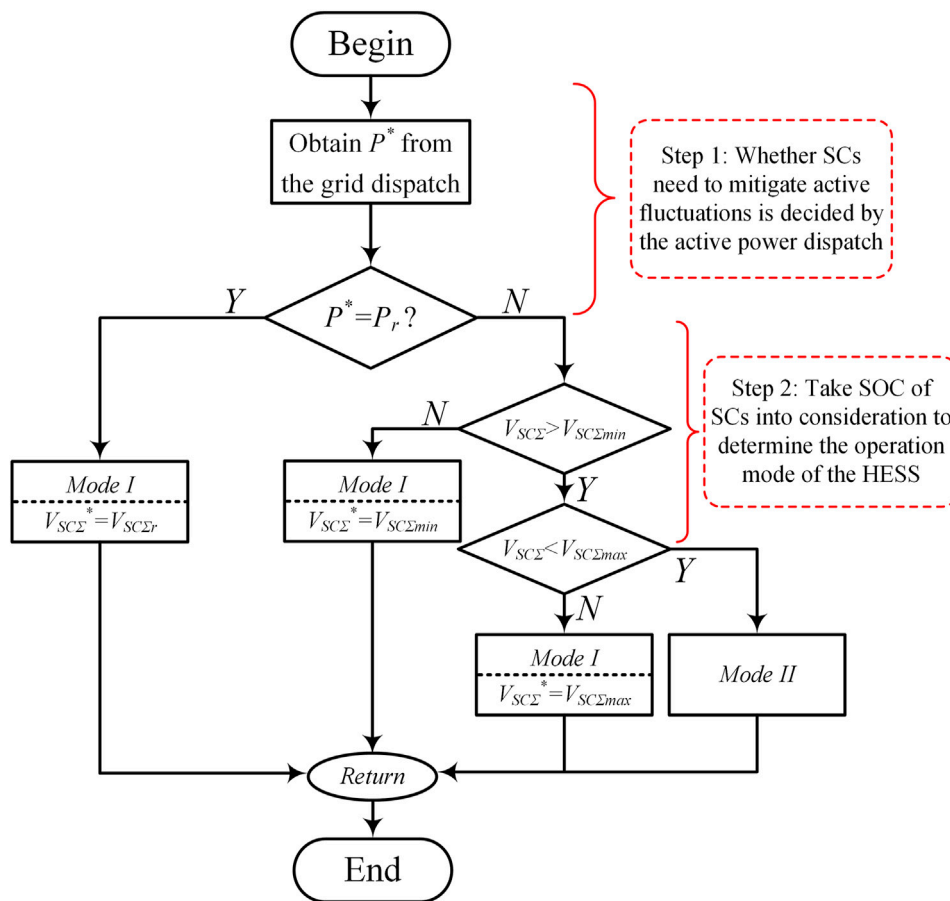 Begin
Obtain P* from
the grid dispatch
Step 1: Whether SCs
need to mitigate active
fluctuations is decided by
the active power dispatch
Y
P*=Pr?
N
Step 2: Take SOC of
SCs into consideration to
determine the operation
mode of the HESS
N
VSCΣ>VSCΣmin
Mode I
VSCΣ*=VSCΣr
Mode I
VSCΣ*=VSCΣmin
Y
VSCΣ<VSCΣmax
Y
N
Mode I
VSCΣ*=VSCΣmax
Mode II
Return
End